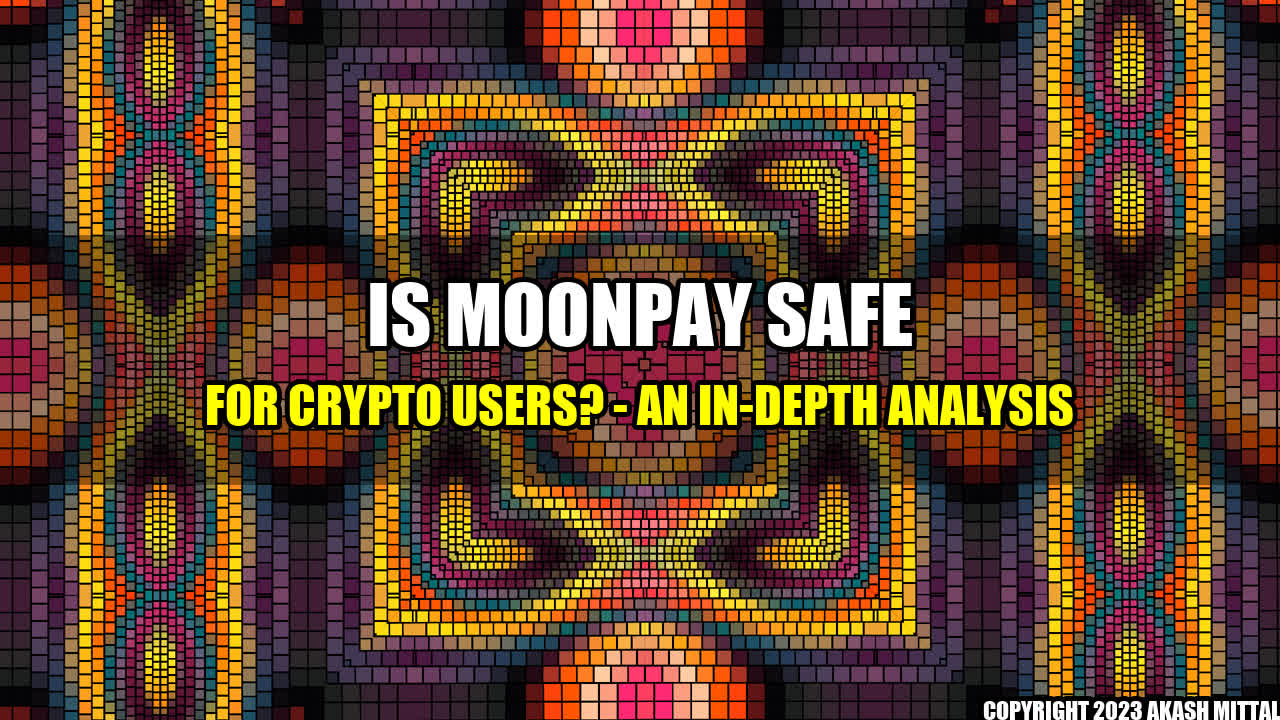 IS MOONPAY SAFE
FOR CRYPTO USERS? - AN IN-DEPTH ANALYSIS
COPYRIGHT 2023 AKASH MITTAL